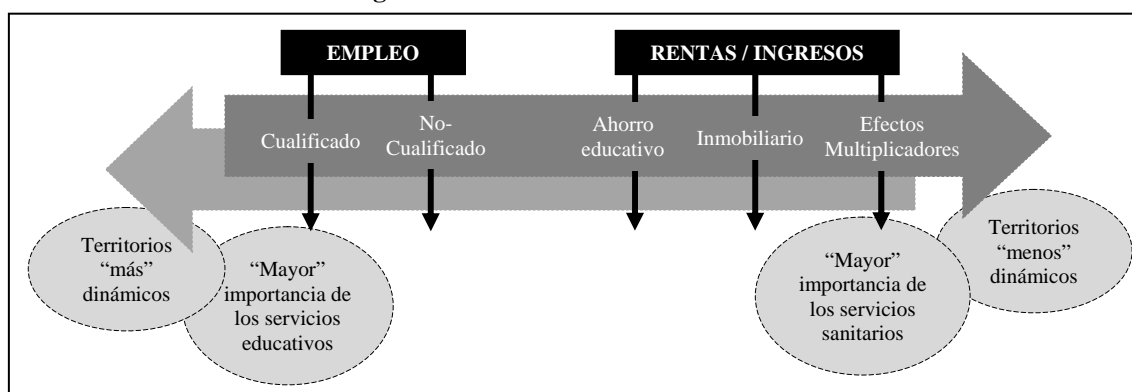 EMPLEO
RENTAS / INGRESOS
Cualificado
No-
Cualificado
Ahorro
educativo
Inmobiliario
Efectos
Multiplicadores
Territorios
“más”
dinámicos
“Mayor”
importancia de
los servicios
educativos
“Mayor”
importancia de
los servicios
sanitarios
Territorios
“menos”
dinámicos